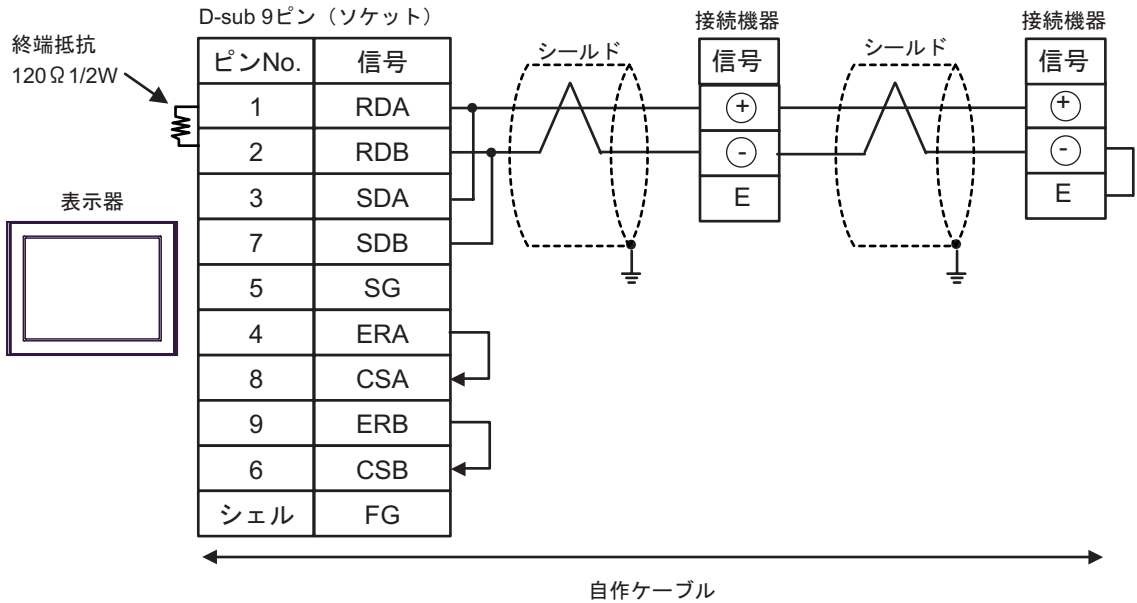 D-sub 9ピン（ソケット）
接続機器
接続機器
終端抵抗
120Ω1/2W
シールド
シールド
ピンNo. 信号
信号
信号
1 RDA
+
+
2 RDB
-
-
3 SDA
E
E
表示器
7 SDB
5 SG
4 ERA
8 CSA
9 ERB
6 CSB
シェル FG
自作ケーブル